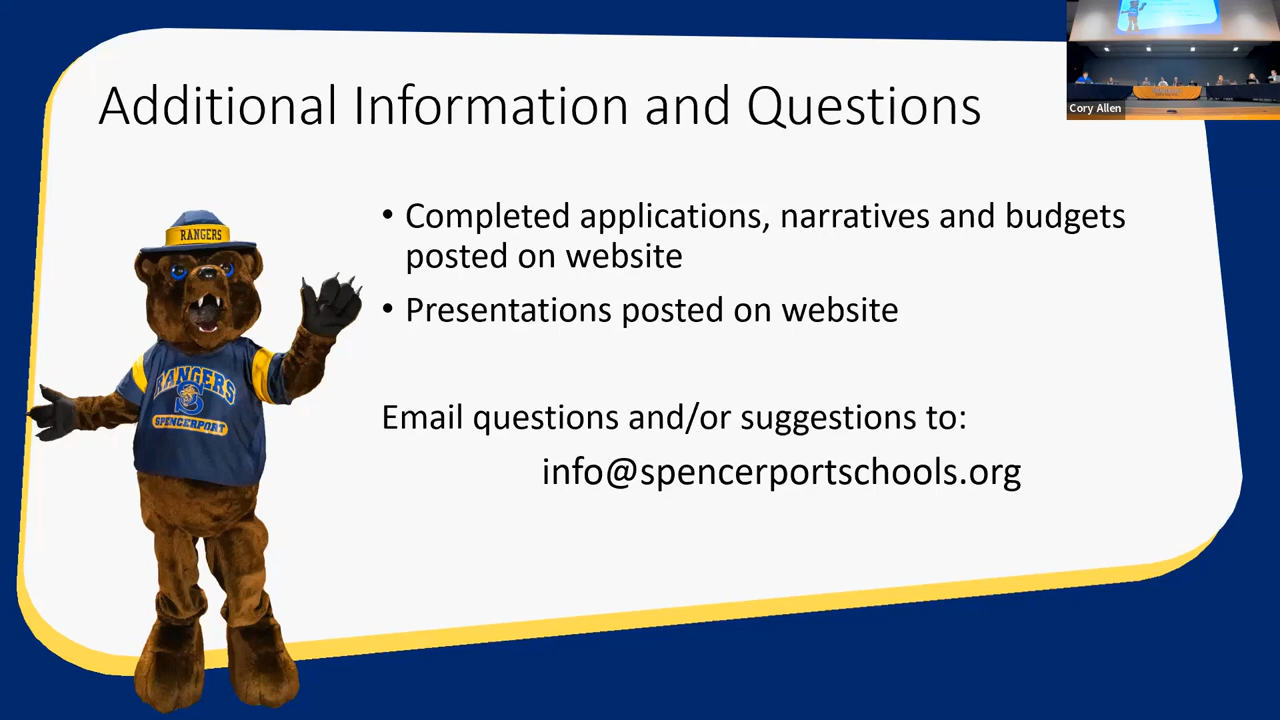 Additional Information and Questions
Cory Allen
• Completed applications, narratives and budgets
posted on website
• Presentations posted on website
Email questions and/or suggestions to:
info@spencerportschools.org
RANGERS
RANGERS
S
SPENCERPORT